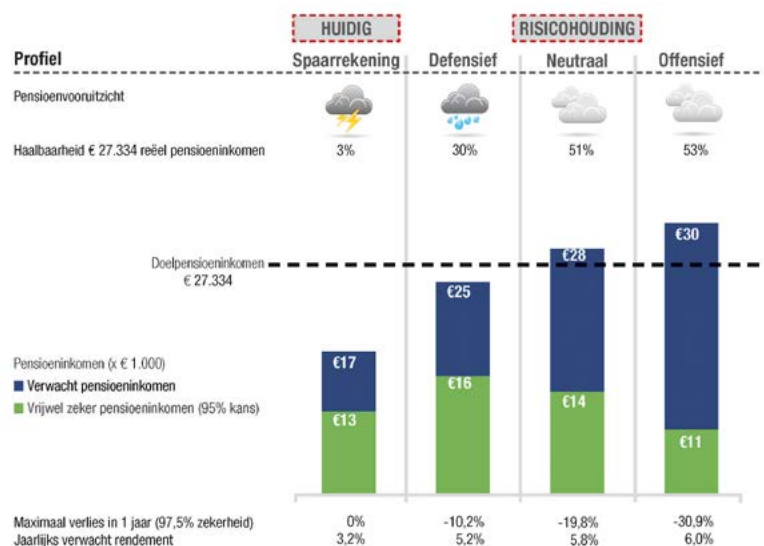 HUIDIG RISICOHOUDING
Profiel Spaarrekening Defensief Neutraal Offensief
Pensioenvooruitzicht
Haalbaarheid € 27.334 reëel pensioeninkomen 3% 30% 51% 53%
€30
€28
Doelpensioeninkomen
€ 27.334
€25
Pensioeninkomen (x € 1.000)
€17
Verwacht pensioeninkomen
€16
Vrijwel zeker pensioeninkomen (95% kans)
€13
€14
€11
Maximaal verlies in 1 jaar (97,5% zekerheid) 0% -10,2% -19,8% -30,9%
Jaarlijks verwacht rendement 3,2% 5,2% 5,8% 6,0%